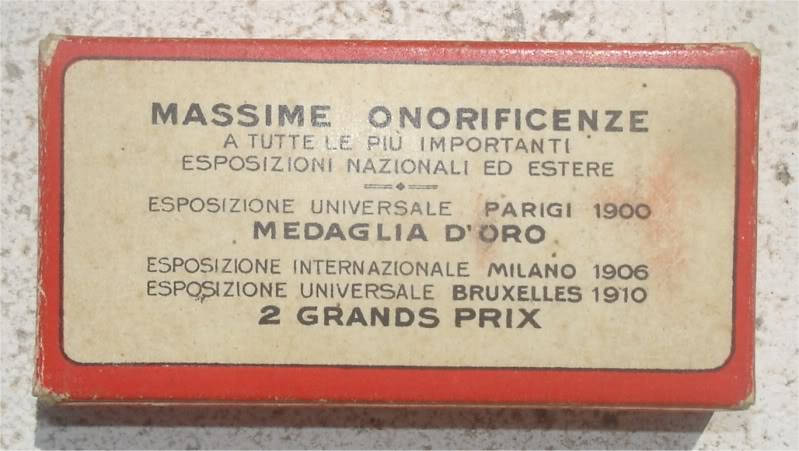 MASSIME ONORIFICENZE
A TUTTE LE PIÙ IMPORTANTI
ESPOSIZIONI NAZIONALI ED ESTERE
ESPOSIZIONE UNIVERSALE PARIGI 1900
MEDAGLIA D'ORO
ESPOSIZIONE INTERNAZIONALE MILANO 1906
ESPOSIZIONE UNIVERSALE BRUXELLES 1910
2 GRANDS PRIX